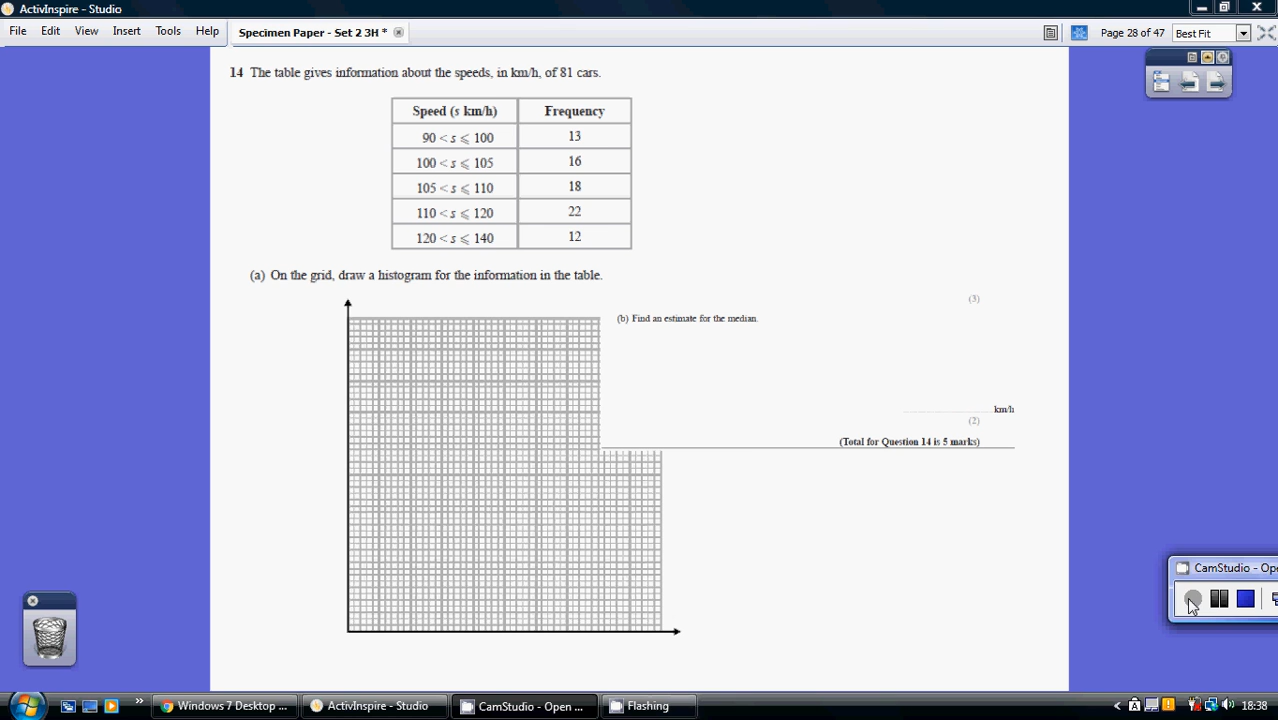 ActivInspire - Studio
File Edit View Insert Tools Help
Specimen Paper - Set 2 3H *
Page 28 of 47
Best Fit
14 The table gives information about the speeds, in km/h, of 81 cars.
Speed (s km/h) Frequency
90 < s ⩽ 100 13
100 < s ⩽ 105 16
105 < s ⩽ 110 18
110 < s ⩽ 120 22
120 < s ⩽ 140 12
(a) On the grid, draw a histogram for the information in the table.
(3)
(b) Find an estimate for the median.
km/h
(2)
(Total for Question 14 is 5 marks)
CamStudio - Ope
Windows 7 Desktop ...
ActivInspire - Studio
CamStudio - Open ...
Flashing
A
18:38